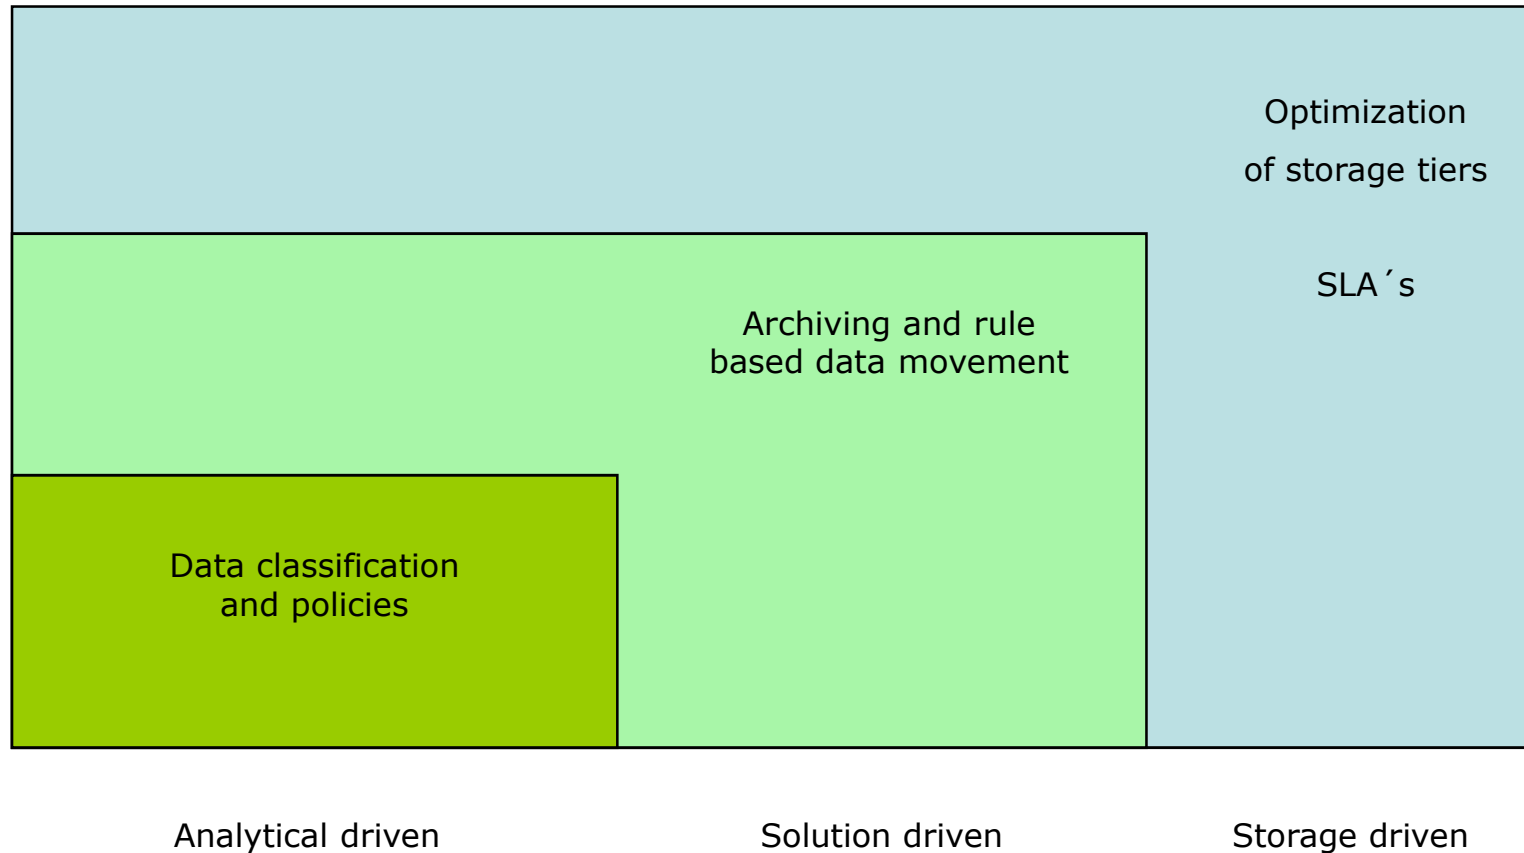 Optimization
of storage tiers
SLA´s
Archiving and rule
based data movement
Data classification
and policies
Analytical driven
Solution driven
Storage driven